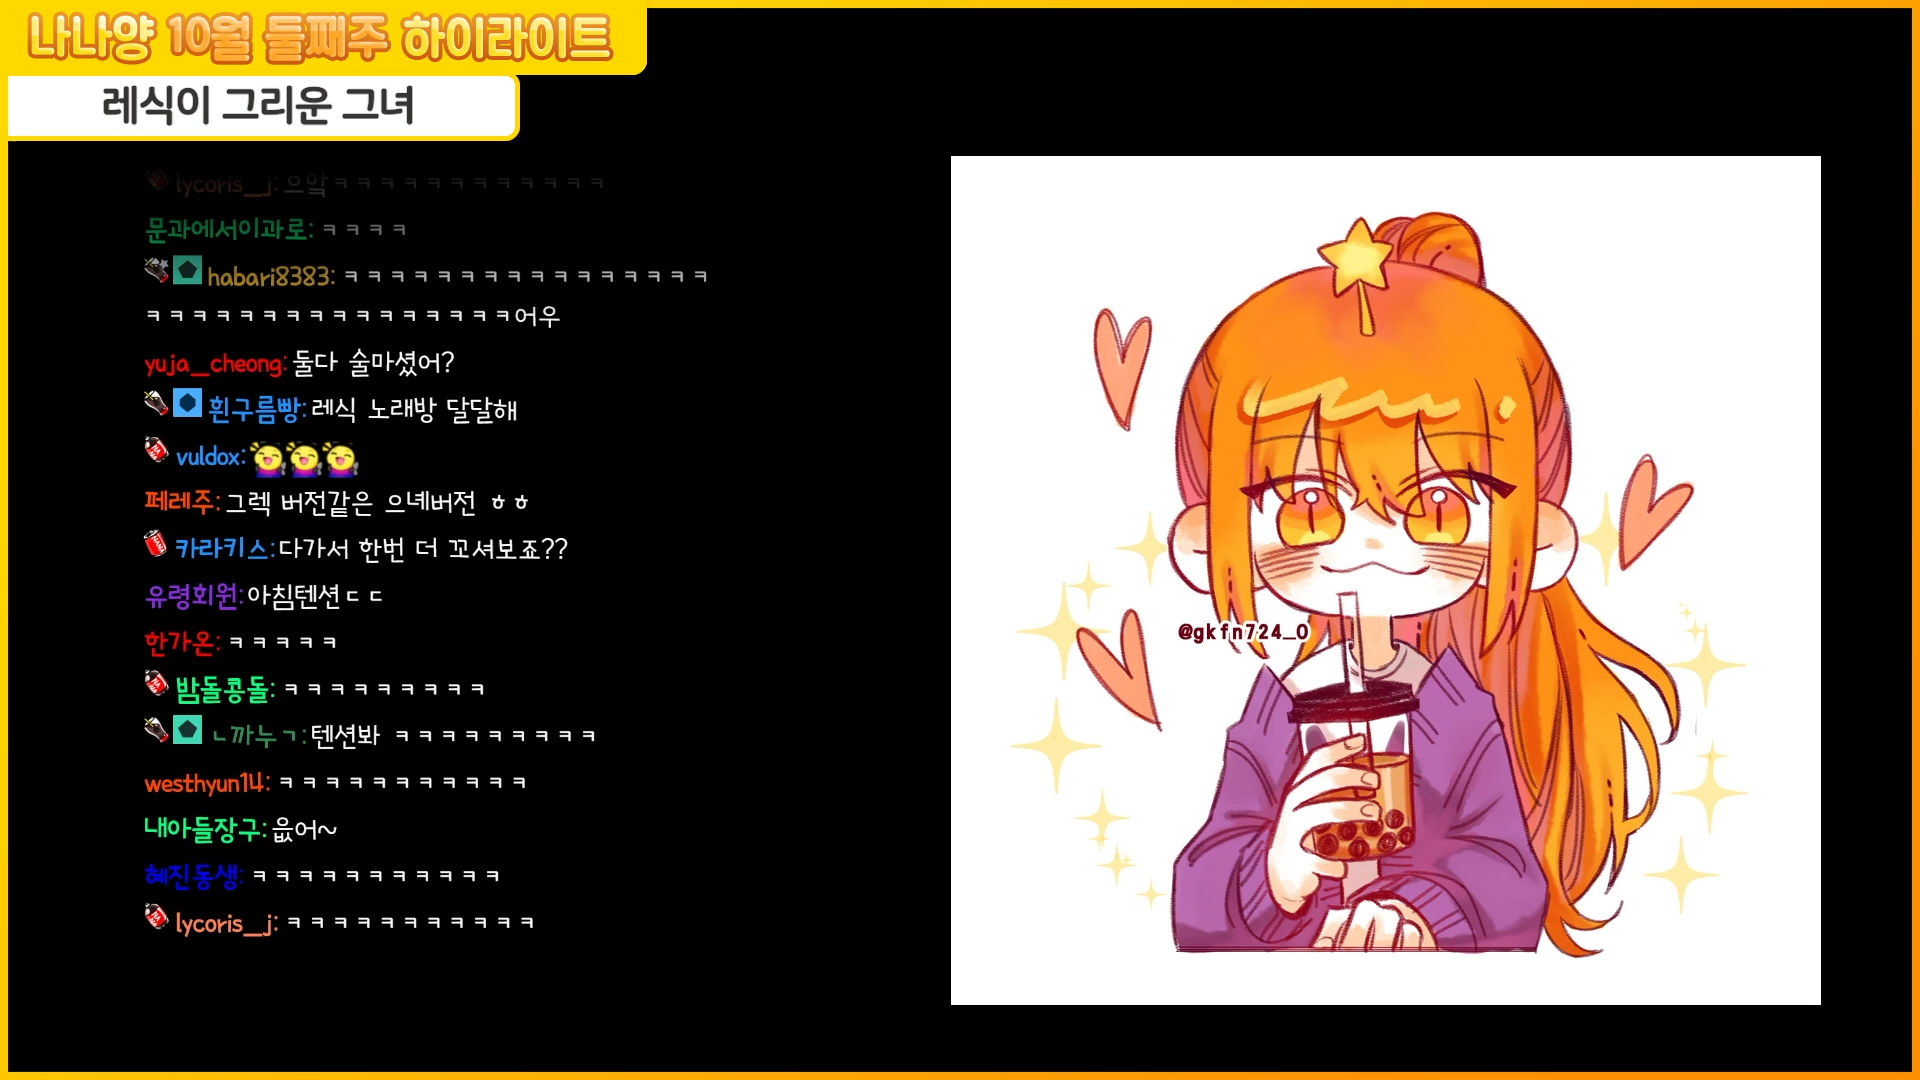 나나양 10월 둘째주 하이라이트
레식이 그리운 그녀
lycoris__j: 으앜ㅋㅋㅋㅋㅋㅋㅋㅋㅋㅋㅋㅋ
문과에서이과로: ㅋㅋㅋㅋ
habari8383: ㅋㅋㅋㅋㅋㅋㅋㅋㅋㅋㅋㅋㅋㅋㅋㅋ
ㅋㅋㅋㅋㅋㅋㅋㅋㅋㅋㅋㅋㅋㅋㅋㅋ어우
yuja__cheong: 둘다 술마셨어?
흰구름빵: 레식 노래방 달달해
vuldox:
페레주: 그렉 버전같은 으녜버전 ㅎㅎ
카라키스: 다가서 한번 더 꼬셔보죠??
유령회원: 아침텐션ㄷㄷ
한가온: ㅋㅋㅋㅋㅋ
밤돌콩돌: ㅋㅋㅋㅋㅋㅋㅋㅋㅋ
ㄴ까누ㄱ: 텐션봐 ㅋㅋㅋㅋㅋㅋㅋㅋㅋ
westhyun14: ㅋㅋㅋㅋㅋㅋㅋㅋㅋㅋㅋ
내아들장구: 읎어~
혜진동생: ㅋㅋㅋㅋㅋㅋㅋㅋㅋㅋㅋ
lycoris__j: ㅋㅋㅋㅋㅋㅋㅋㅋㅋㅋㅋ
@gkfn724_0